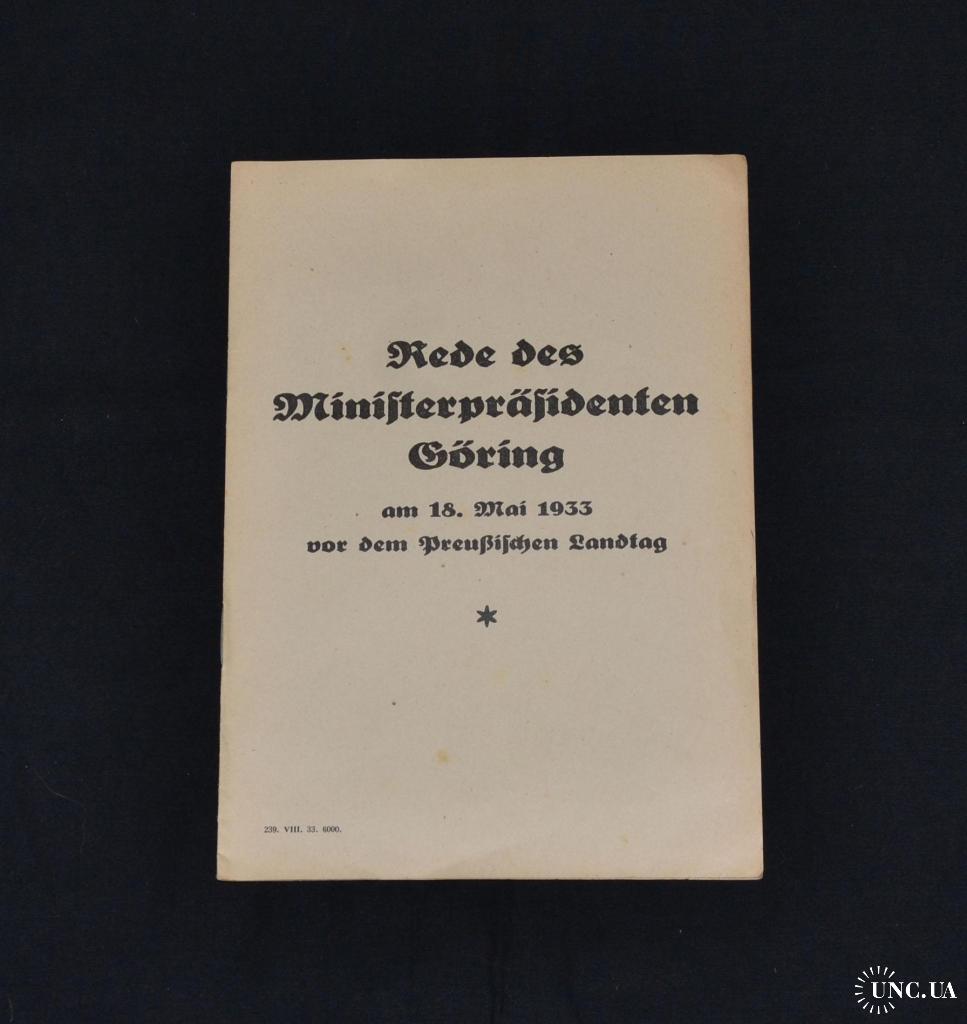 Rede des
Ministerpräsidenten
Göring
am 18. Mai 1933
vor dem Preußischen Landtag
239. VIII. 33. 6000.
UNC.UA